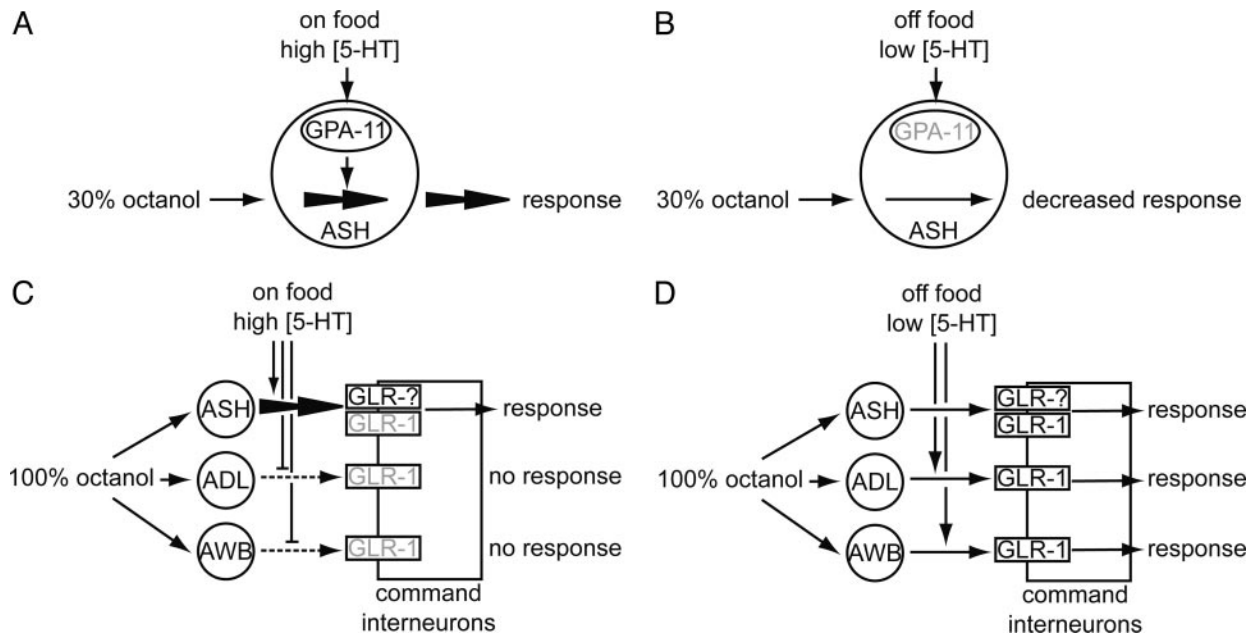 A
on food
high [5-HT]
GPA-11
30% octanol
response
ASH
B
off food
low [5-HT]
GPA-11
30% octanol
decreased response
ASH
C
on food
high [5-HT]
ASH
GLR-?
response
GLR-1
100% octanol
ADL
GLR-1
no response
AWB
GLR-1
no response
command
interneurons
D
off food
low [5-HT]
ASH
GLR-?
response
GLR-1
100% octanol
ADL
GLR-1
response
AWB
GLR-1
response
command
interneurons